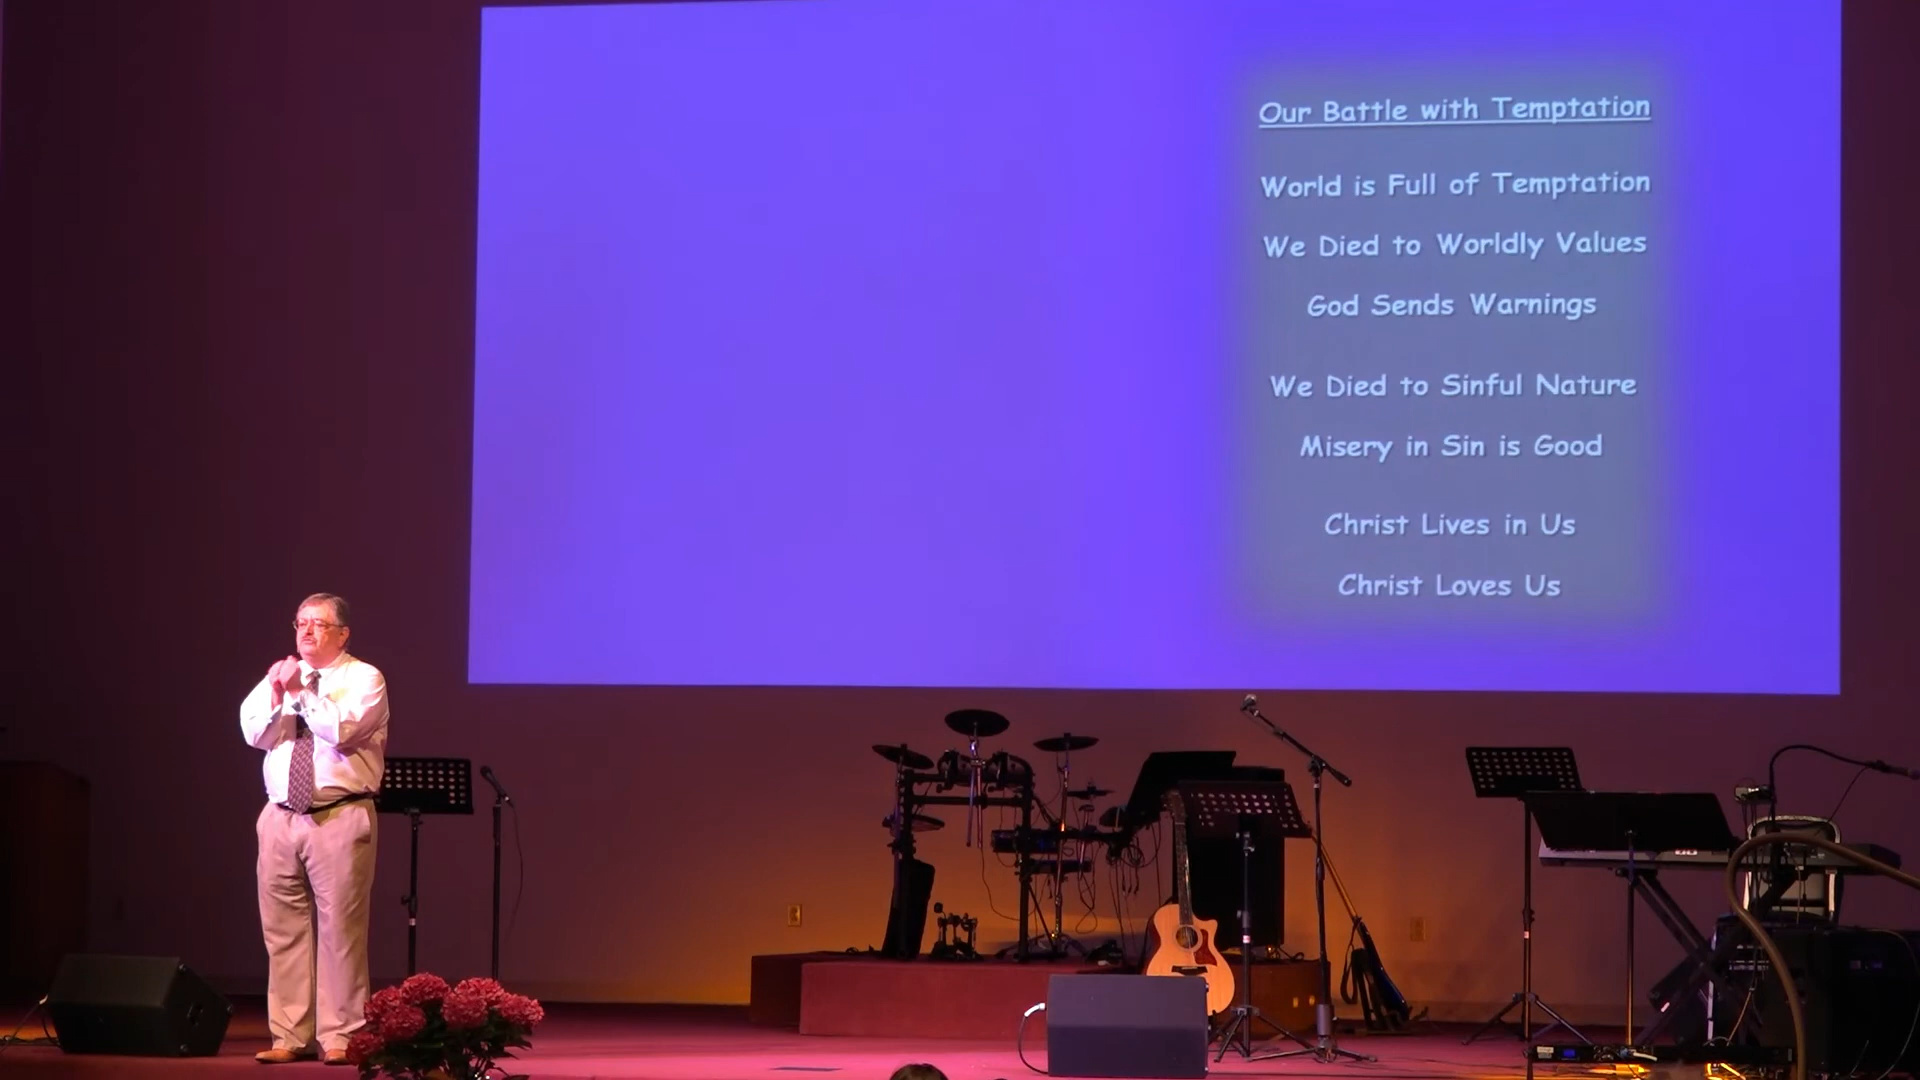 Our Battle with Temptation
World is Full of Temptation
We Died to Worldly Values
God Sends Warnings
We Died to Sinful Nature
Misery in Sin is Good
Christ Lives in Us
Christ Loves Us